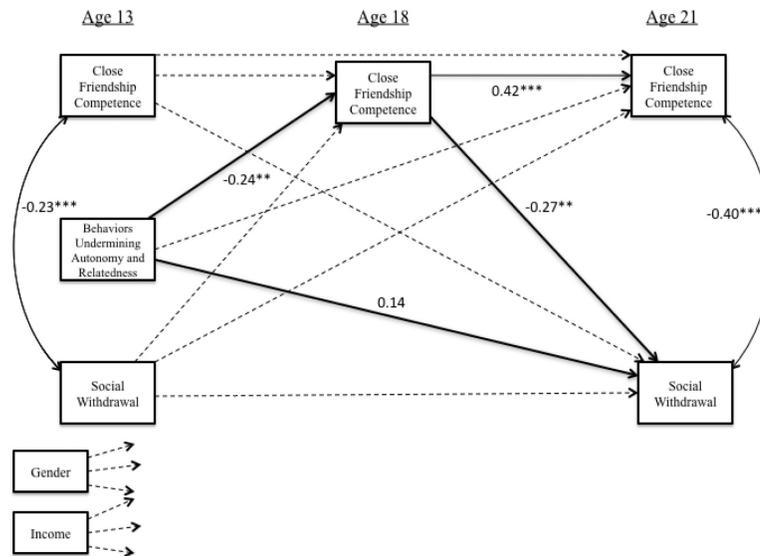 Age 13
Age 18
Age 21
Close
Friendship
Competence
Close
Friendship
Competence
Close
Friendship
Competence
0.42***
-0.24**
-0.23***
-0.27**
-0.40***
Behaviors
Undermining
Autonomy and
Relatedness
0.14
Social
Withdrawal
Social
Withdrawal
Gender
Income